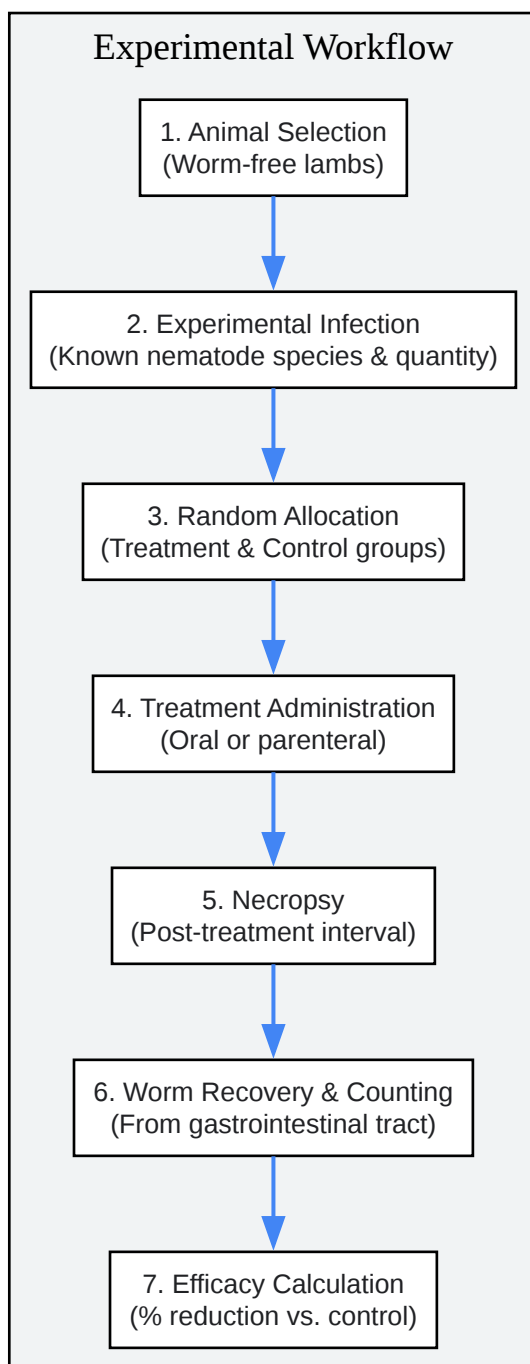 Experimental Workflow
1. Animal Selection
(Worm-free lambs)
2. Experimental Infection
(Known nematode species & quantity)
3. Random Allocation
(Treatment & Control groups)
4. Treatment Administration
(Oral or parenteral)
5. Necropsy
(Post-treatment interval)
6. Worm Recovery & Counting
(From gastrointestinal tract)
7. Efficacy Calculation
(% reduction vs. control)